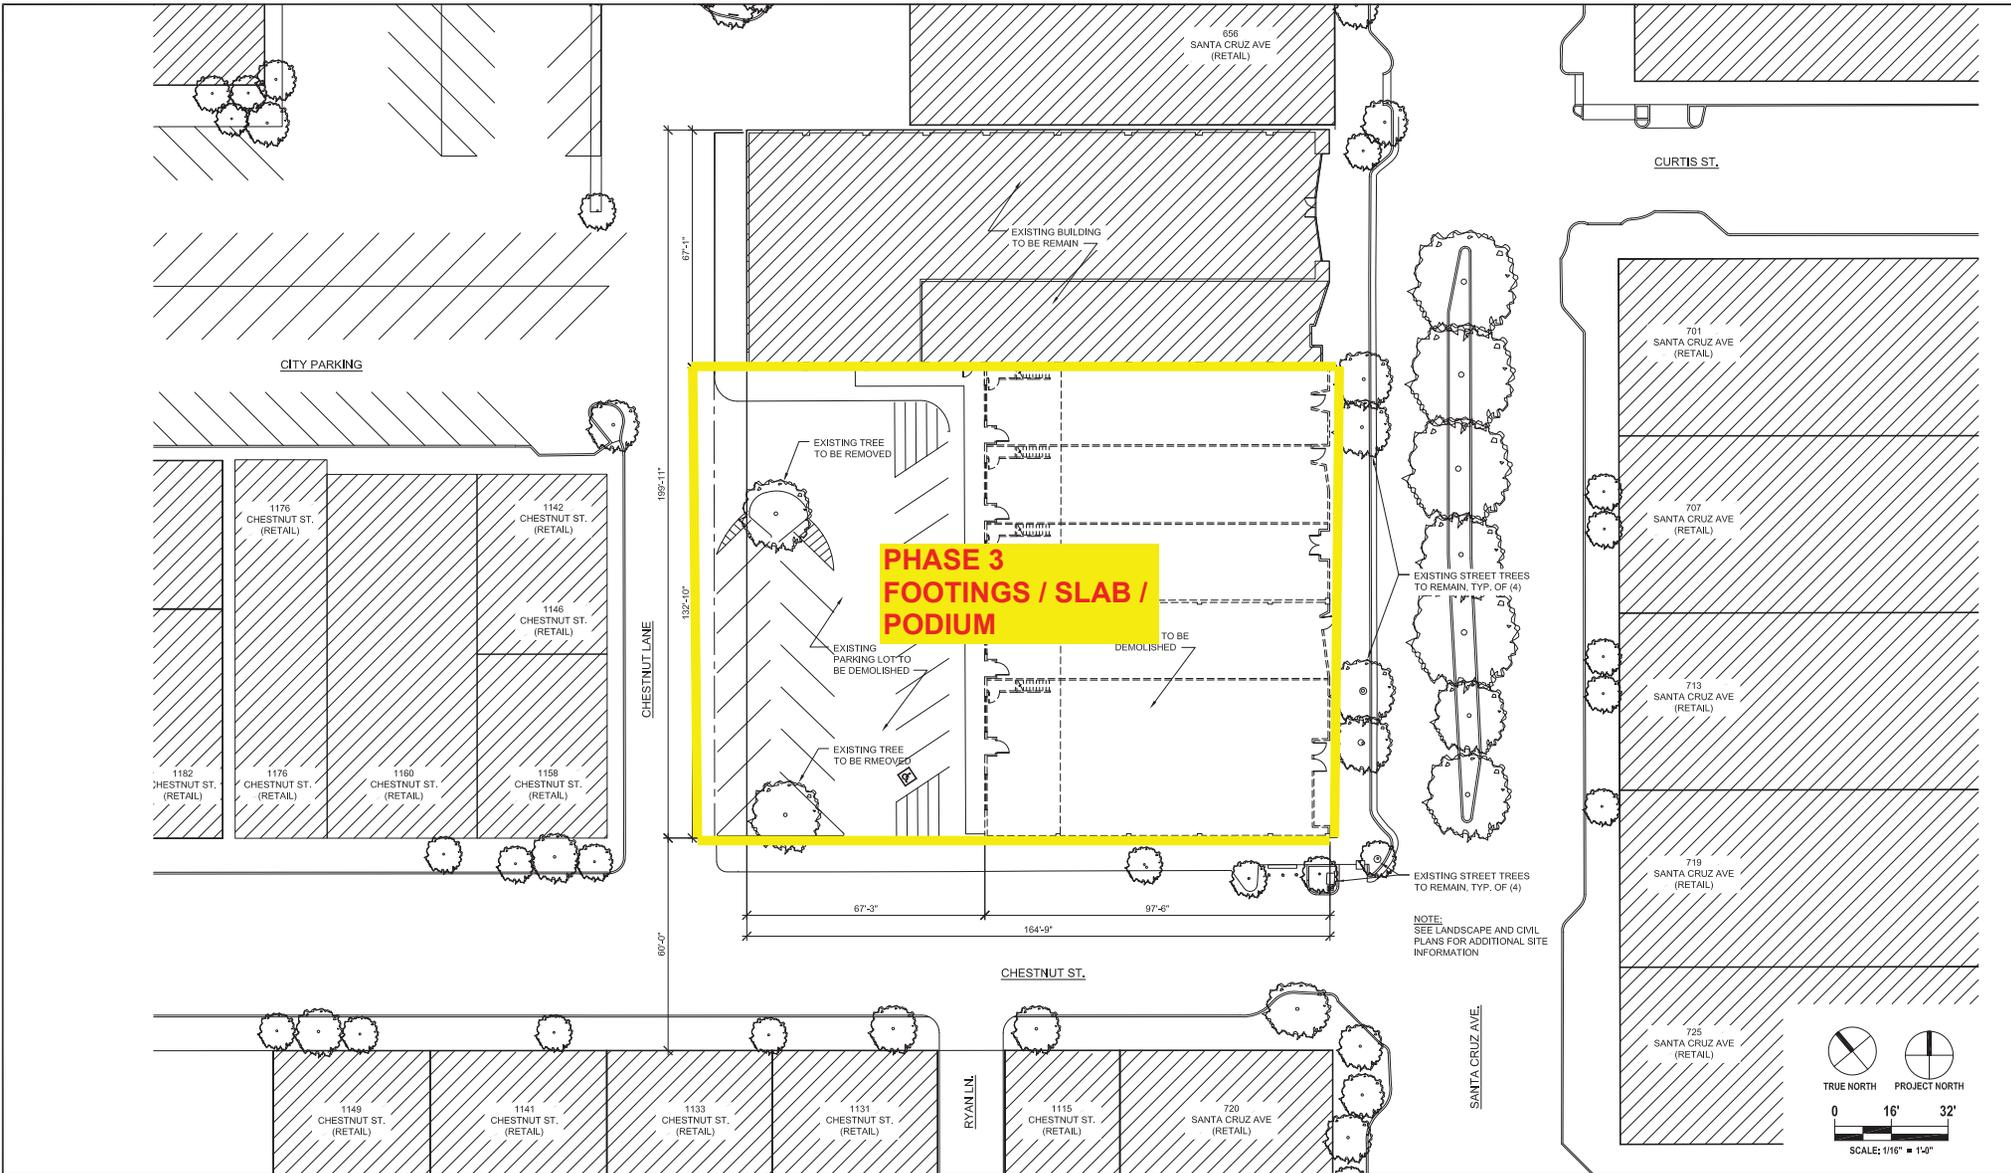 656
SANTA CRUZ AVE
(RETAIL)
CURTIS ST.
EXISTING BUILDING
TO BE REMAIN
67'-1"
CITY PARKING
701
SANTA CRUZ AVE
(RETAIL)
EXISTING TREE
TO BE REMOVED
199'-11"
132'-10"
1176
CHESTNUT ST.
(RETAIL)
1142
CHESTNUT ST.
(RETAIL)
707
SANTA CRUZ AVE
(RETAIL)
PHASE 3
FOOTINGS / SLAB /
PODIUM
EXISTING STREET TREES
TO REMAIN, TYP. OF (4)
1146
CHESTNUT ST.
(RETAIL)
CHESTNUT LANE
EXISTING
PARKING LOT TO
BE DEMOLISHED
TO BE
DEMOLISHED
713
SANTA CRUZ AVE
(RETAIL)
EXISTING TREE
TO BE RMEOVED
1182
CHESTNUT ST.
(RETAIL)
1176
CHESTNUT ST.
(RETAIL)
1160
CHESTNUT ST.
(RETAIL)
1158
CHESTNUT ST.
(RETAIL)
719
SANTA CRUZ AVE
(RETAIL)
EXISTING STREET TREES
TO REMAIN, TYP. OF (4)
67'-3"
97'-6"
164'-9"
60'-0"
NOTE:
SEE LANDSCAPE AND CIVIL
PLANS FOR ADDITIONAL SITE
INFORMATION
CHESTNUT ST.
SANTA CRUZ AVE.
725
SANTA CRUZ AVE
(RETAIL)
RYAN LN.
1149
CHESTNUT ST.
(RETAIL)
1141
CHESTNUT ST.
(RETAIL)
1133
CHESTNUT ST.
(RETAIL)
1131
CHESTNUT ST.
(RETAIL)
1115
CHESTNUT ST.
(RETAIL)
720
SANTA CRUZ AVE
(RETAIL)
TRUE NORTH
PROJECT NORTH
0 16' 32'
SCALE: 1/16" = 1'-0"